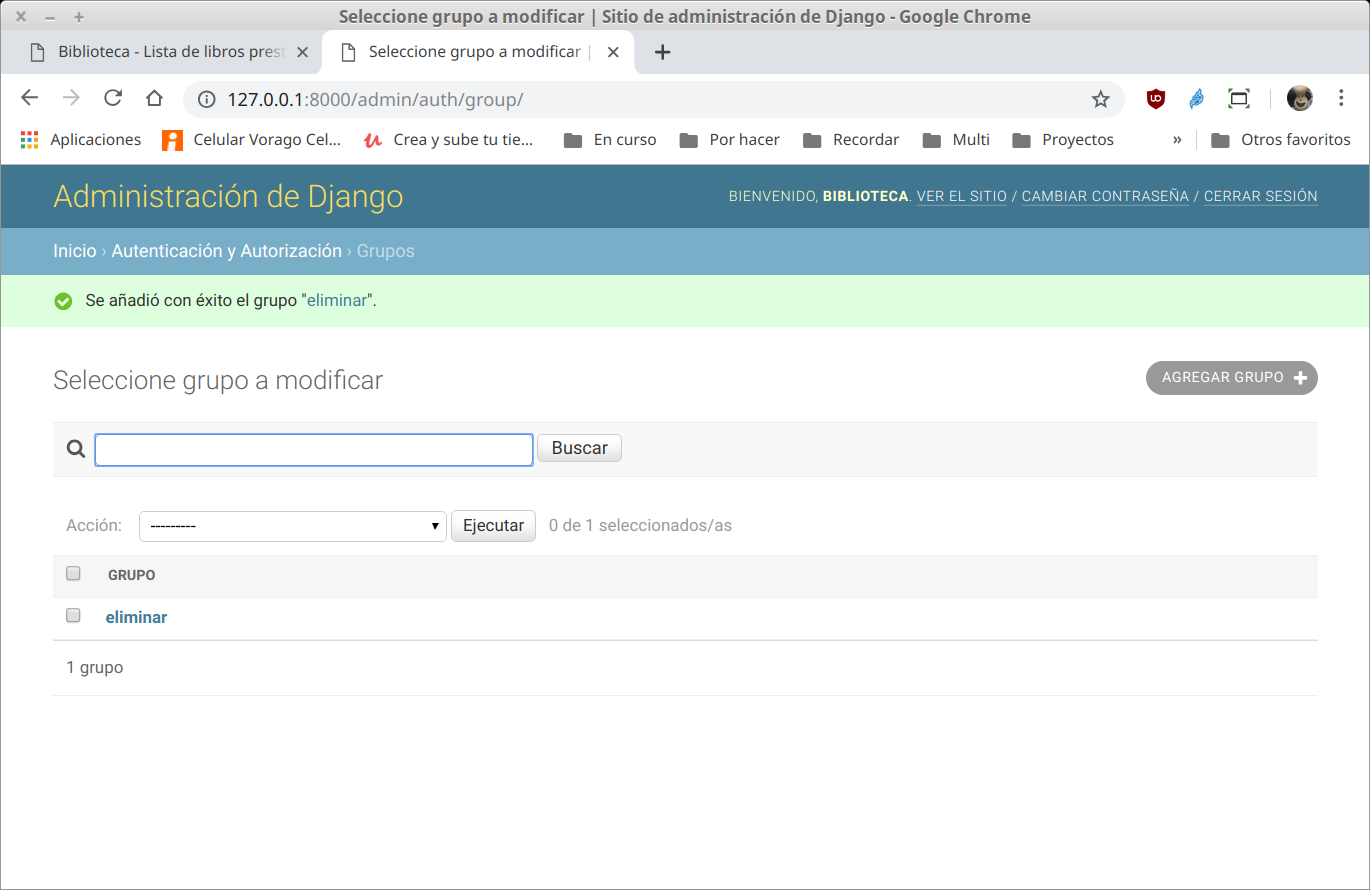 Seleccione grupo a modificar | Sitio de administración de Django - Google Chrome
Biblioteca - Lista de libros prest
Seleccione grupo a modificar |
127.0.0.1:8000/admin/auth/group/
Aplicaciones Celular Vorago Cel... Crea y sube tu tie... En curso Por hacer Recordar Multi Proyectos » Otros favoritos
Administración de Django
BIENVENIDO, BIBLIOTECA. VER EL SITIO / CAMBIAR CONTRASEÑA / CERRAR SESIÓN
Inicio › Autenticación y Autorización › Grupos
Se añadió con éxito el grupo "eliminar".
Seleccione grupo a modificar
AGREGAR GRUPO +
Buscar
Acción: --------- Ejecutar 0 de 1 seleccionados/as
GRUPO
eliminar
1 grupo